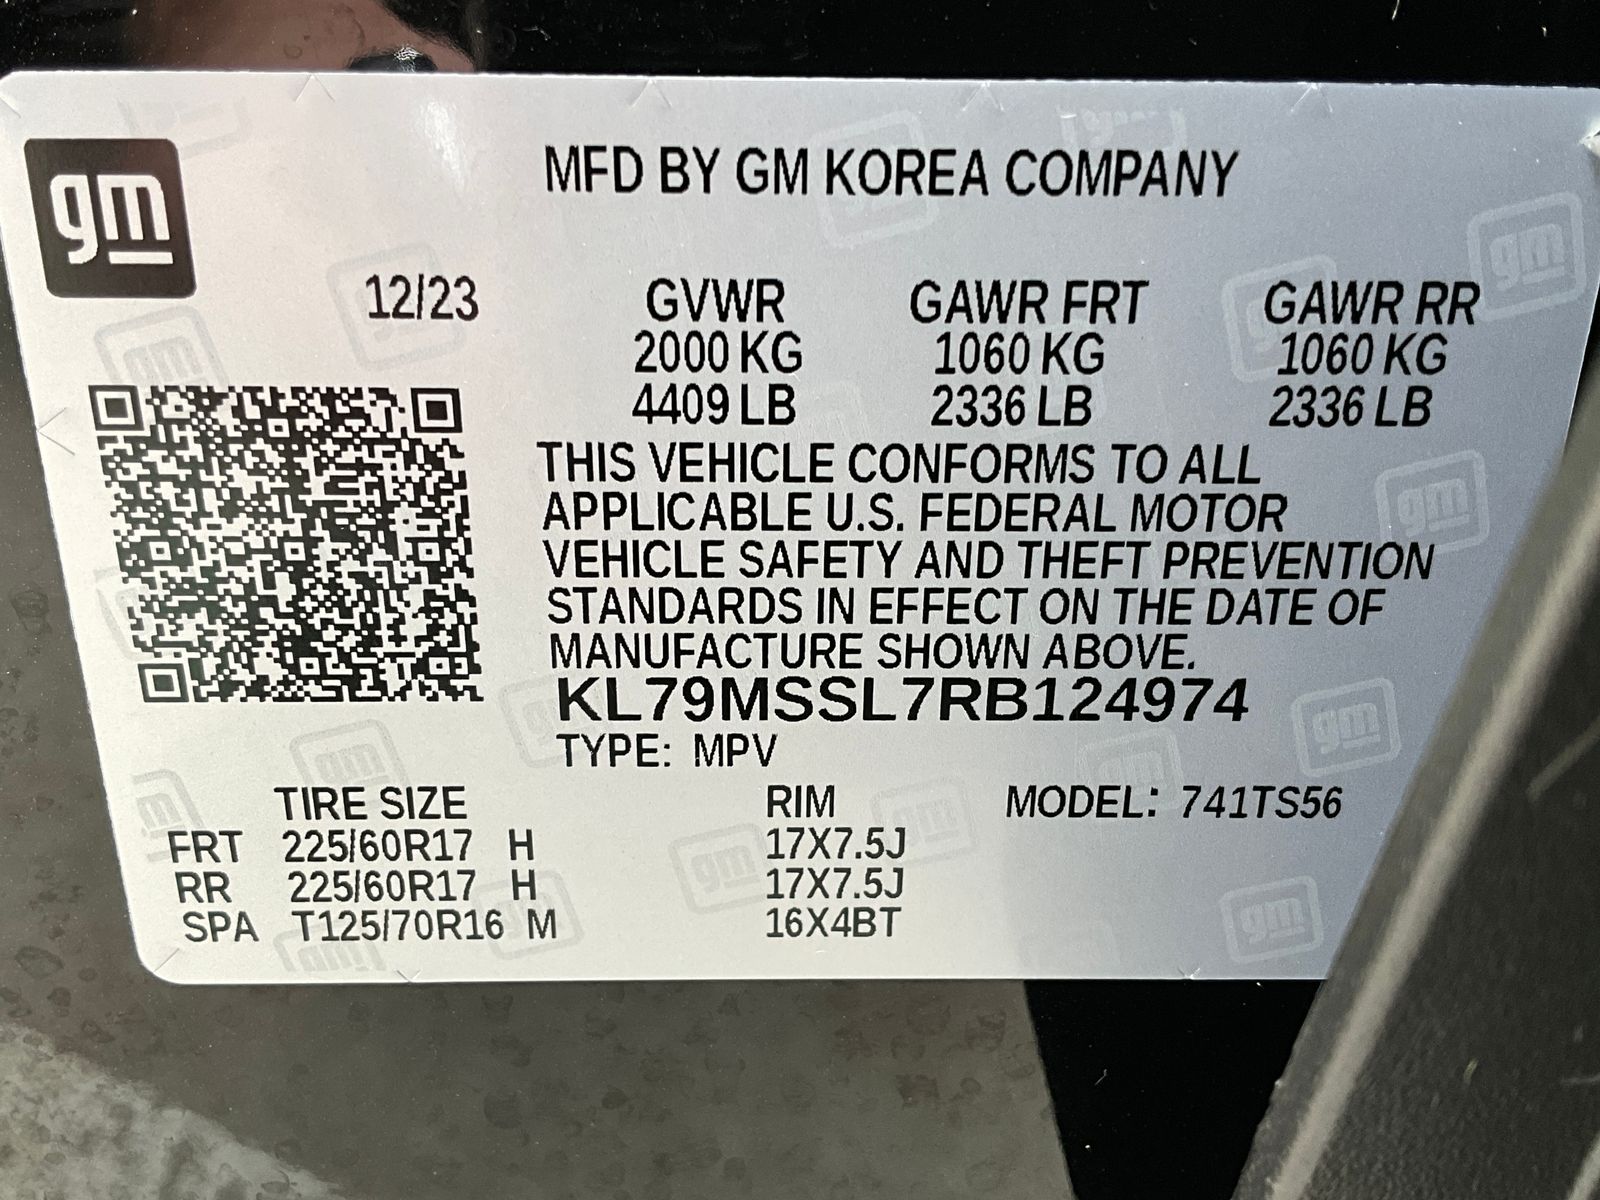 gm
MFD BY GM KOREA COMPANY
12/23
GVWR GAWR FRT GAWR RR
2000 KG 1060 KG 1060 KG
4409 LB 2336 LB 2336 LB
THIS VEHICLE CONFORMS TO ALL
APPLICABLE U.S. FEDERAL MOTOR
VEHICLE SAFETY AND THEFT PREVENTION
STANDARDS IN EFFECT ON THE DATE OF
MANUFACTURE SHOWN ABOVE.
KL79MSSL7RB124974
TYPE: MPV
TIRE SIZE RIM MODEL: 741TS56
FRT 225/60R17 H 17X7.5J
RR 225/60R17 H 17X7.5J
SPA T125/70R16 M 16X4BT